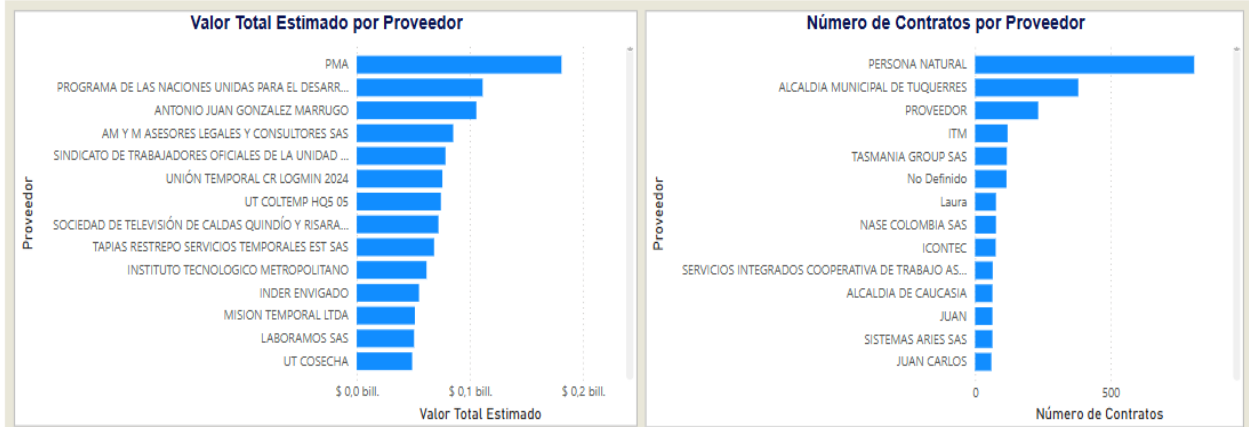 Valor Total Estimado por Proveedor
Proveedor
PMA
PROGRAMA DE LAS NACIONES UNIDAS PARA EL DESARR...
ANTONIO JUAN GONZALEZ MARRUGO
AM Y M ASESORES LEGALES Y CONSULTORES SAS
SINDICATO DE TRABAJADORES OFICIALES DE LA UNIDAD ...
UNIÓN TEMPORAL CR LOGMIN 2024
UT COLTEMP HQ5 05
SOCIEDAD DE TELEVISIÓN DE CALDAS QUINDÍO Y RISARA...
TAPIAS RESTREPO SERVICIOS TEMPORALES EST SAS
INSTITUTO TECNOLOGICO METROPOLITANO
INDER ENVIGADO
MISION TEMPORAL LTDA
LABORAMOS SAS
UT COSECHA
$ 0,0 bill. $ 0,1 bill. $ 0,2 bill.
Valor Total Estimado
Número de Contratos por Proveedor
Proveedor
PERSONA NATURAL
ALCALDIA MUNICIPAL DE TUQUERRES
PROVEEDOR
ITM
TASMANIA GROUP SAS
No Definido
Laura
NASE COLOMBIA SAS
ICONTEC
SERVICIOS INTEGRADOS COOPERATIVA DE TRABAJO AS...
ALCALDIA DE CAUCASIA
JUAN
SISTEMAS ARIES SAS
JUAN CARLOS
0 500
Número de Contratos